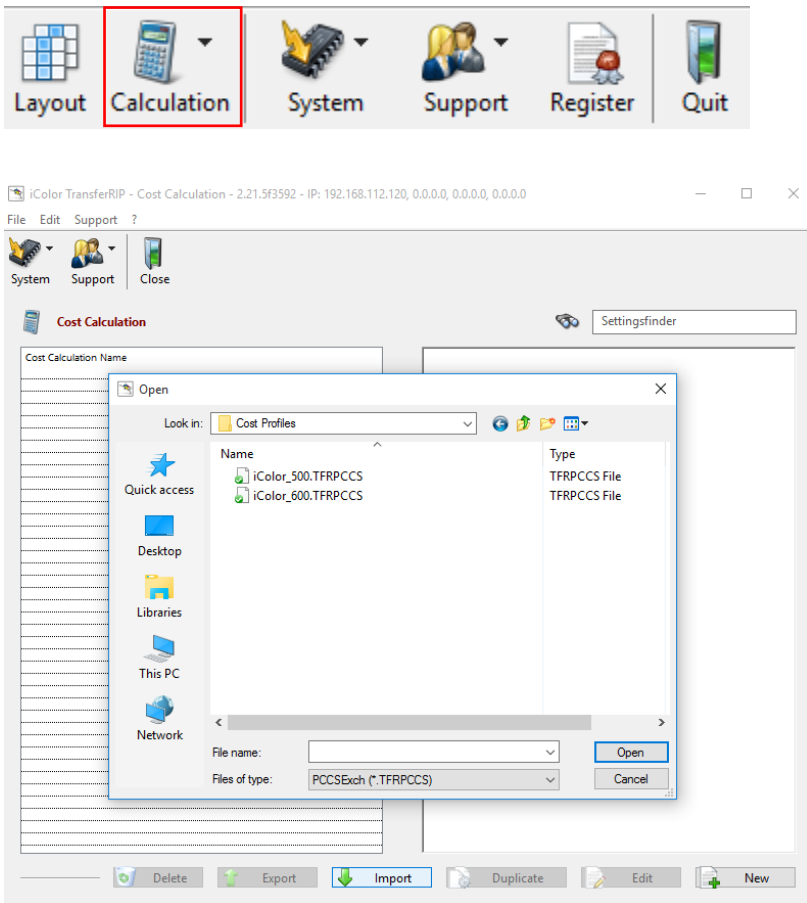 Layout Calculation System Support Register Quit
iColor TransferRIP - Cost Calculation - 2.21.5f3592 - IP: 192.168.112.120, 0.0.0.0, 0.0.0.0, 0.0.0.0
File Edit Support ?
System Support Close
Cost Calculation
Settingsfinder
Cost Calculation Name
Open
Look in: Cost Profiles
Name Type
iColor_500.TFRPCCS TFRPCCS File
iColor_600.TFRPCCS TFRPCCS File
Quick access
Desktop
Libraries
This PC
Network
File name: Open
Files of type: PCCSExch (*.TFRPCCS) Cancel
Delete Export Import Duplicate Edit New